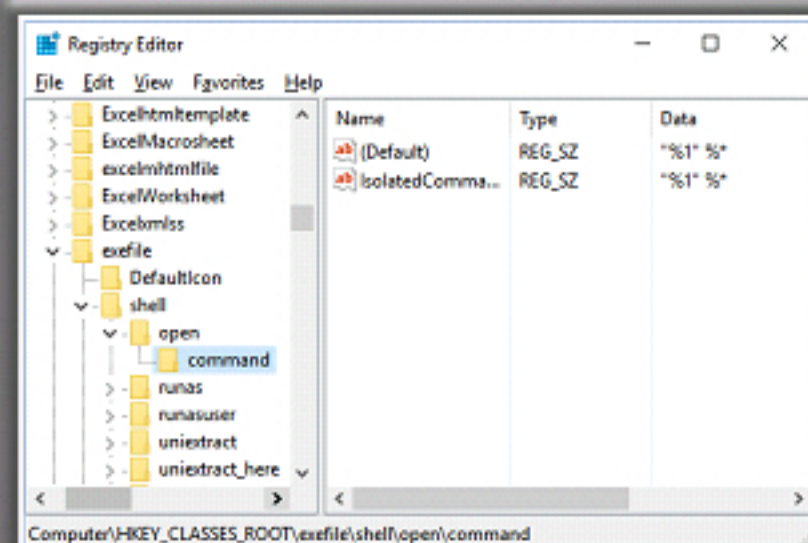 Registry Editor
File Edit View Favorites Help
Excelhtmltemplate
ExcelMacrosheet
excelmhtmlfile
ExcelWorksheet
Excelxmlss
exefile
DefaultIcon
shell
open
command
runas
runasuser
uniextract
uniextract_here
Name Type Data
(Default) REG_SZ "%1" %*
IsolatedComma... REG_SZ "%1" %*
Computer\HKEY_CLASSES_ROOT\exefile\shell\open\command